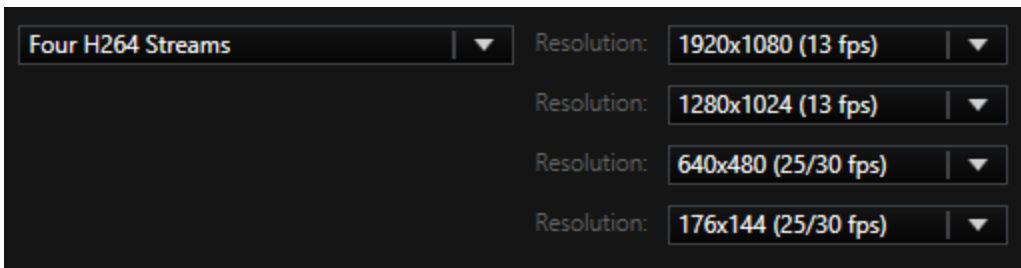 Four H264 Streams Resolution: 1920x1080 (13 fps)
Resolution: 1280x1024 (13 fps)
Resolution: 640x480 (25/30 fps)
Resolution: 176x144 (25/30 fps)